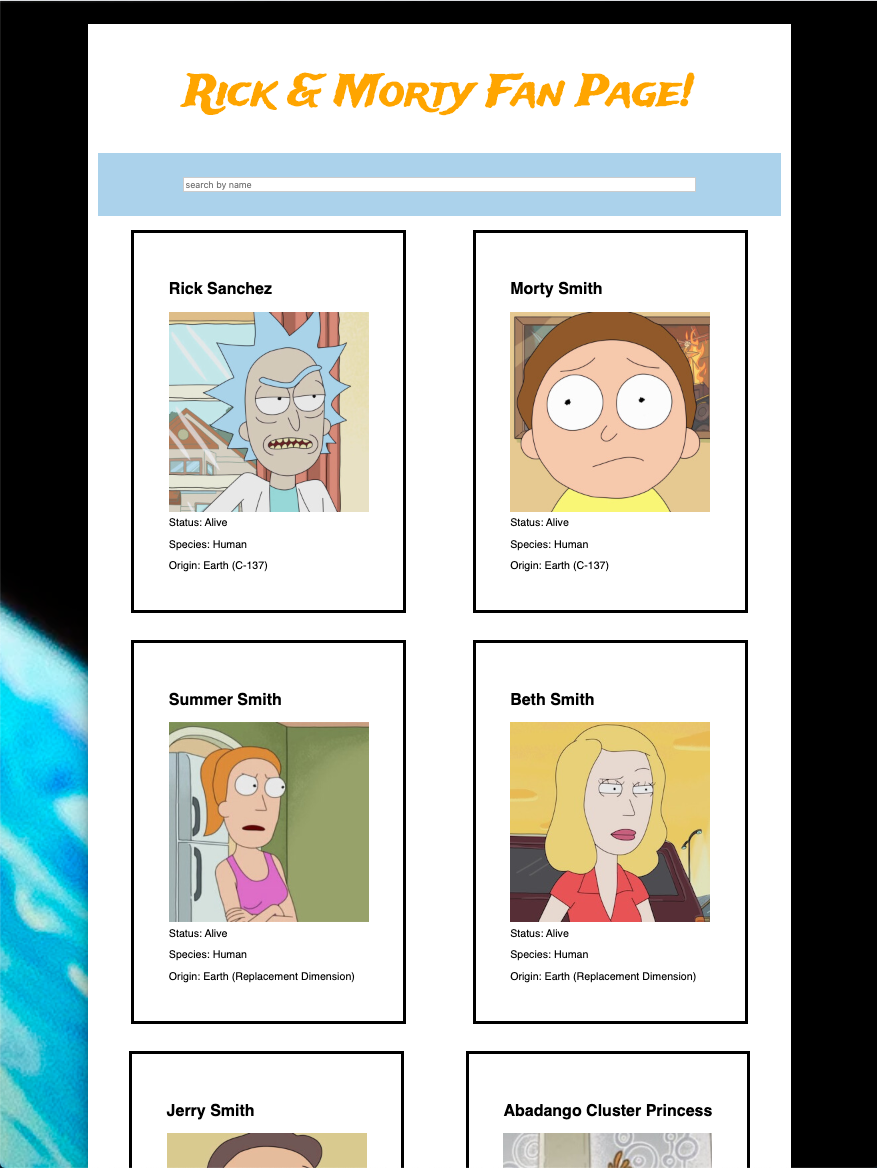 Rick & Morty Fan Page!
search by name
Rick Sanchez
Status: Alive
Species: Human
Origin: Earth (C-137)
Morty Smith
Status: Alive
Species: Human
Origin: Earth (C-137)
Summer Smith
Status: Alive
Species: Human
Origin: Earth (Replacement Dimension)
Beth Smith
Status: Alive
Species: Human
Origin: Earth (Replacement Dimension)
Jerry Smith
Abadango Cluster Princess